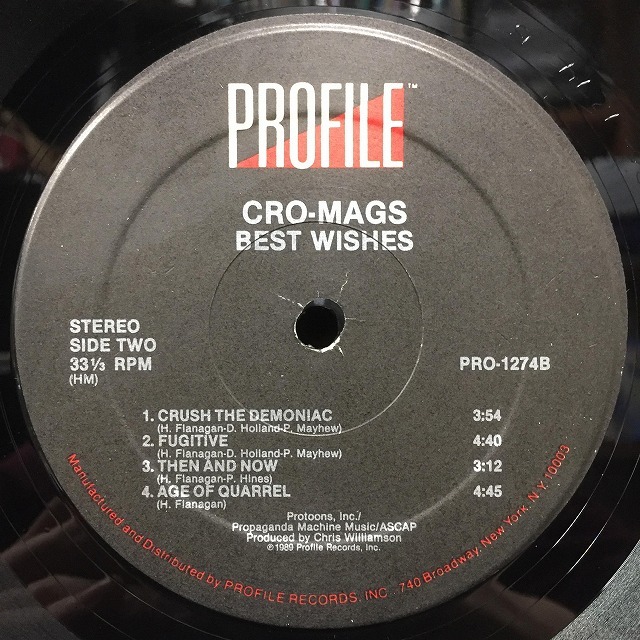 PROFILE™
CRO-MAGS
BEST WISHES
STEREO
SIDE TWO
33 1/3 RPM
(HM)
PRO-1274B
1. CRUSH THE DEMONIAC 3:54
(H. Flanagan-D. Holland-P. Mayhew)
2. FUGITIVE 4:40
(H. Flanagan-D. Holland-P. Mayhew)
3. THEN AND NOW 3:12
(H. Flanagan-P. Hines)
4. AGE OF QUARREL 4:45
(H. Flanagan)
Protoons, Inc./
Propaganda Machine Music/ASCAP
Produced by Chris Williamson
©1989 Profile Records, Inc.
Manufactured and Distributed by PROFILE RECORDS, INC. 740 Broadway, New York, N.Y. 10003